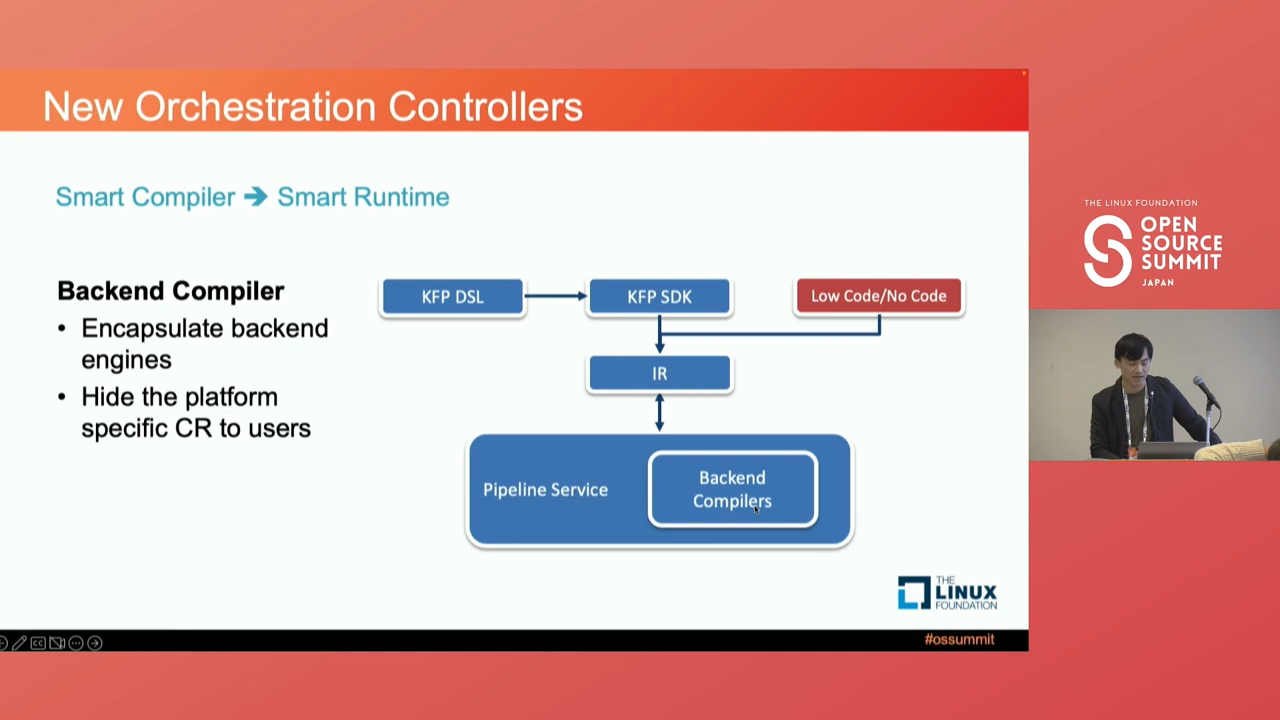 New Orchestration Controllers
Smart Compiler ➔ Smart Runtime
Backend Compiler
• Encapsulate backend
engines
• Hide the platform
specific CR to users
KFP DSL
KFP SDK
Low Code/No Code
IR
Pipeline Service
Backend
Compilers
THE
LINUX
FOUNDATION
#ossummit
CC
THE LINUX FOUNDATION
OPEN
SOURCE
SUMMIT
JAPAN